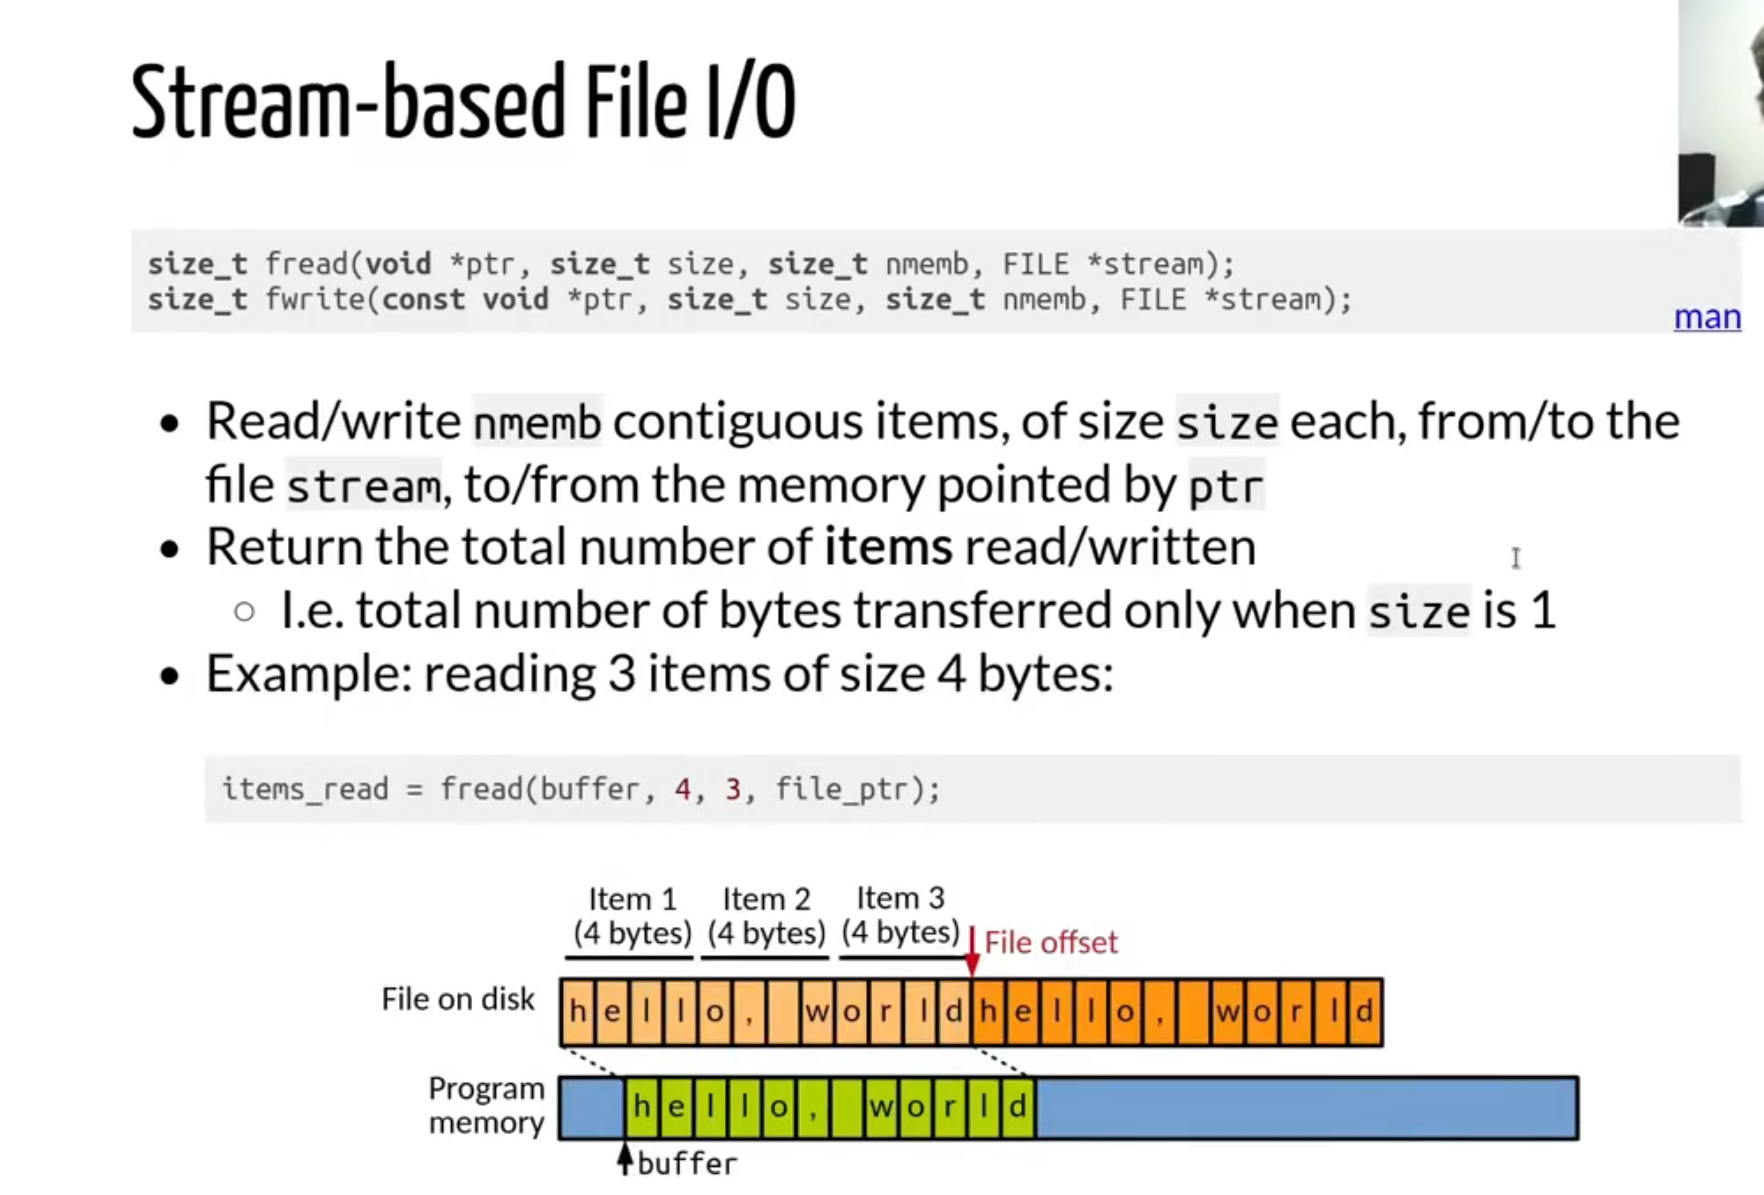 Stream-based File I/O
size_t fread(void *ptr, size_t size, size_t nmemb, FILE *stream);
size_t fwrite(const void *ptr, size_t size, size_t nmemb, FILE *stream);
man
• Read/write nmemb contiguous items, of size size each, from/to the
file stream, to/from the memory pointed by ptr
• Return the total number of items read/written
○ I.e. total number of bytes transferred only when size is 1
• Example: reading 3 items of size 4 bytes:
items_read = fread(buffer, 4, 3, file_ptr);
Item 1 Item 2 Item 3
(4 bytes) (4 bytes) (4 bytes) File offset
File on disk h e l l o , w o r l d h e l l o , w o r l d
Program
memory
h e l l o , w o r l d
buffer